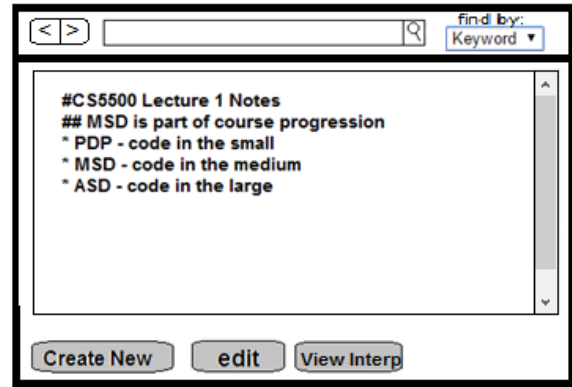 < > find by:
Keyword ▼
#CS5500 Lecture 1 Notes
## MSD is part of course progression
* PDP - code in the small
* MSD - code in the medium
* ASD - code in the large
Create New edit View Interp